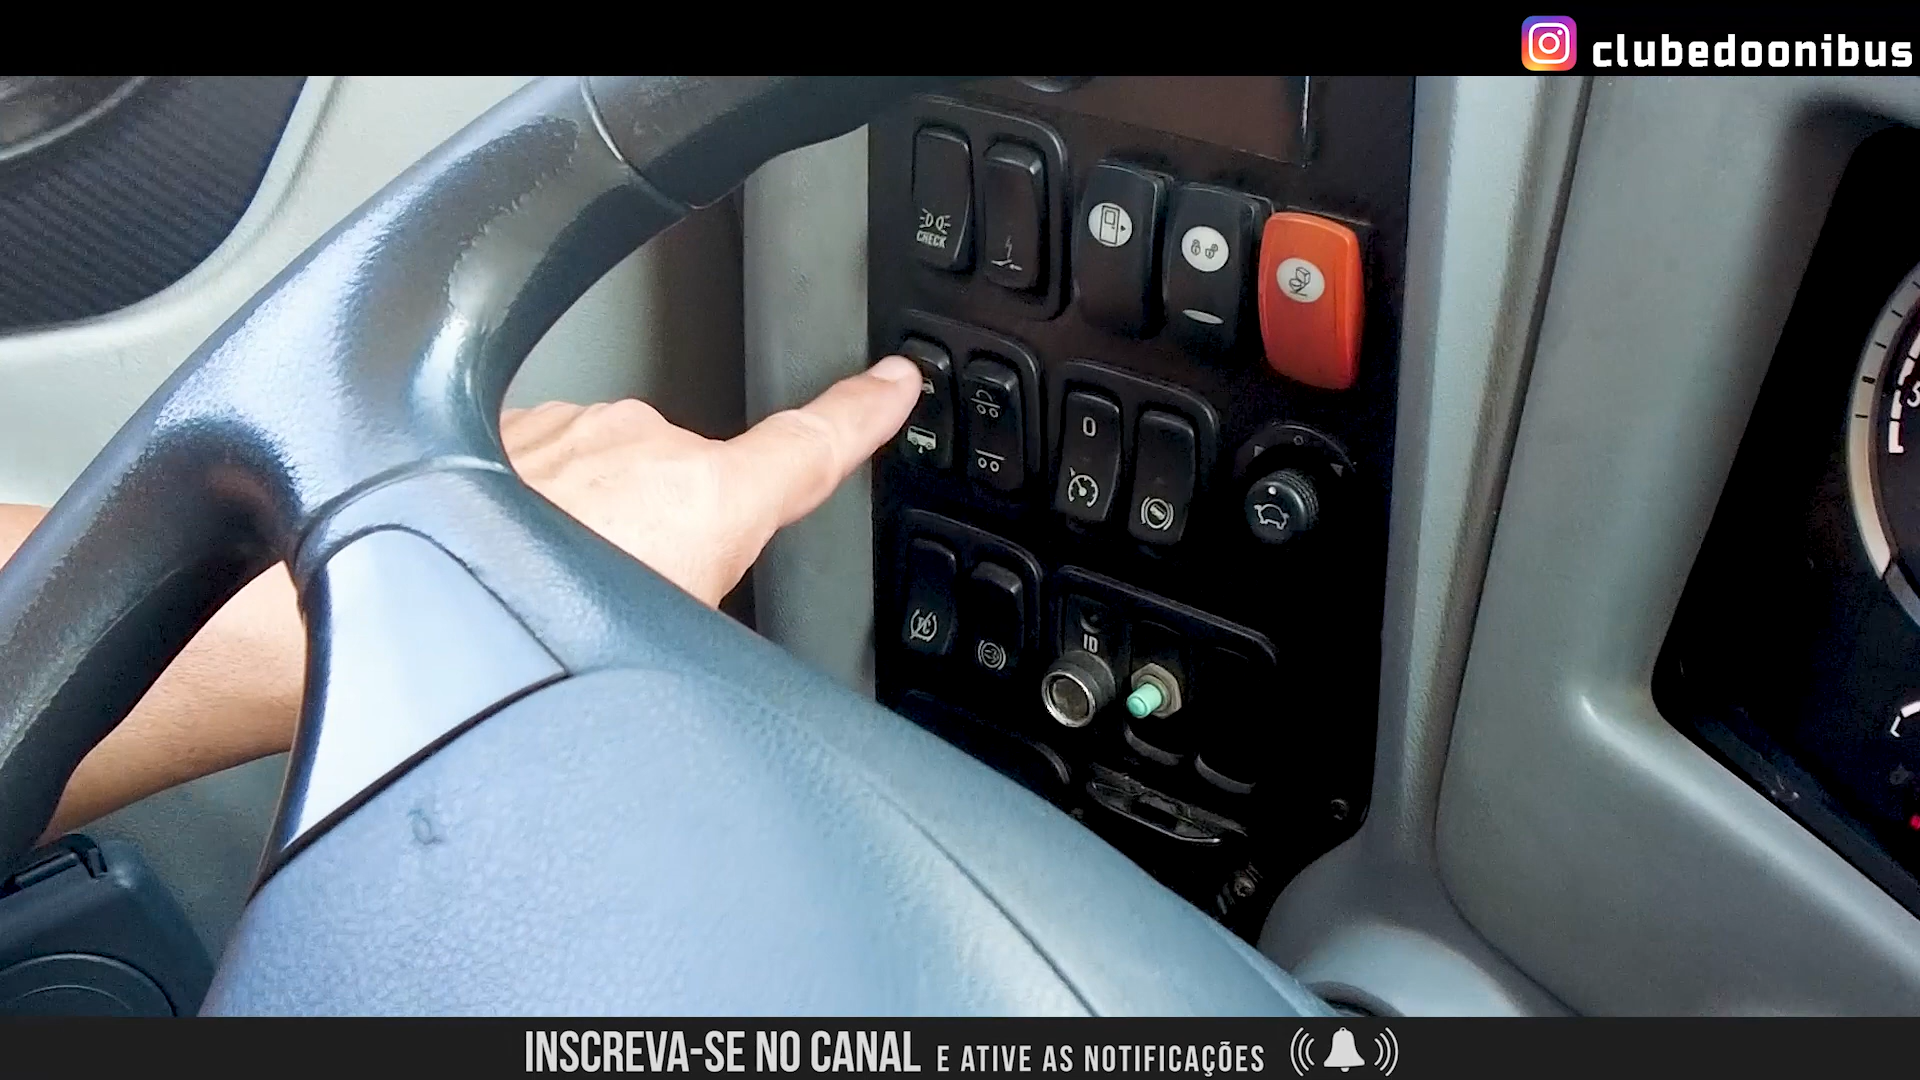 clubedoonibus
CHECK
0
ID
INSCREVA-SE NO CANAL E ATIVE AS NOTIFICAÇÕES